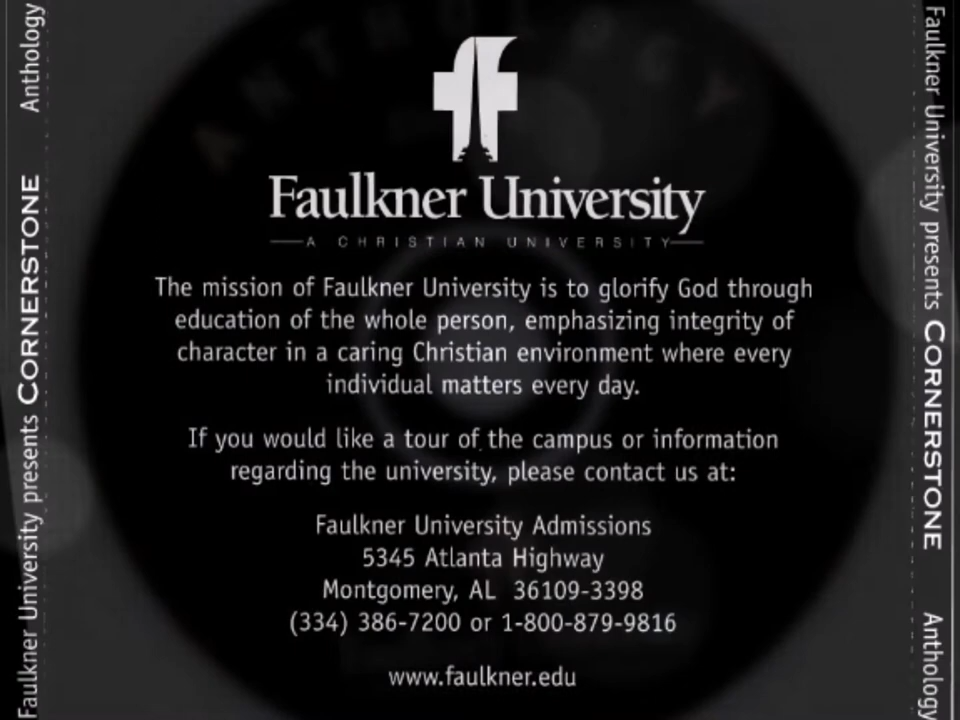 ANTHOLOGY
Faulkner University
A CHRISTIAN UNIVERSITY
The mission of Faulkner University is to glorify God through
education of the whole person, emphasizing integrity of
character in a caring Christian environment where every
individual matters every day.
If you would like a tour of the campus or information
regarding the university, please contact us at:
Faulkner University Admissions
5345 Atlanta Highway
Montgomery, AL 36109-3398
(334) 386-7200 or 1-800-879-9816
www.faulkner.edu
Faulkner University presents CORNERSTONE Anthology
Faulkner University presents CORNERSTONE Anthology